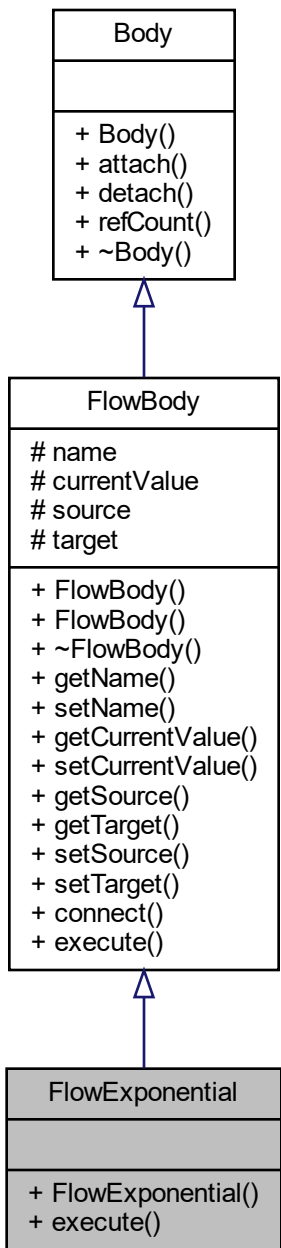 Body
+ Body()
+ attach()
+ detach()
+ refCount()
+ ~Body()
FlowBody
# name
# currentValue
# source
# target
+ FlowBody()
+ FlowBody()
+ ~FlowBody()
+ getName()
+ setName()
+ getCurrentValue()
+ setCurrentValue()
+ getSource()
+ getTarget()
+ setSource()
+ setTarget()
+ connect()
+ execute()
FlowExponential
+ FlowExponential()
+ execute()